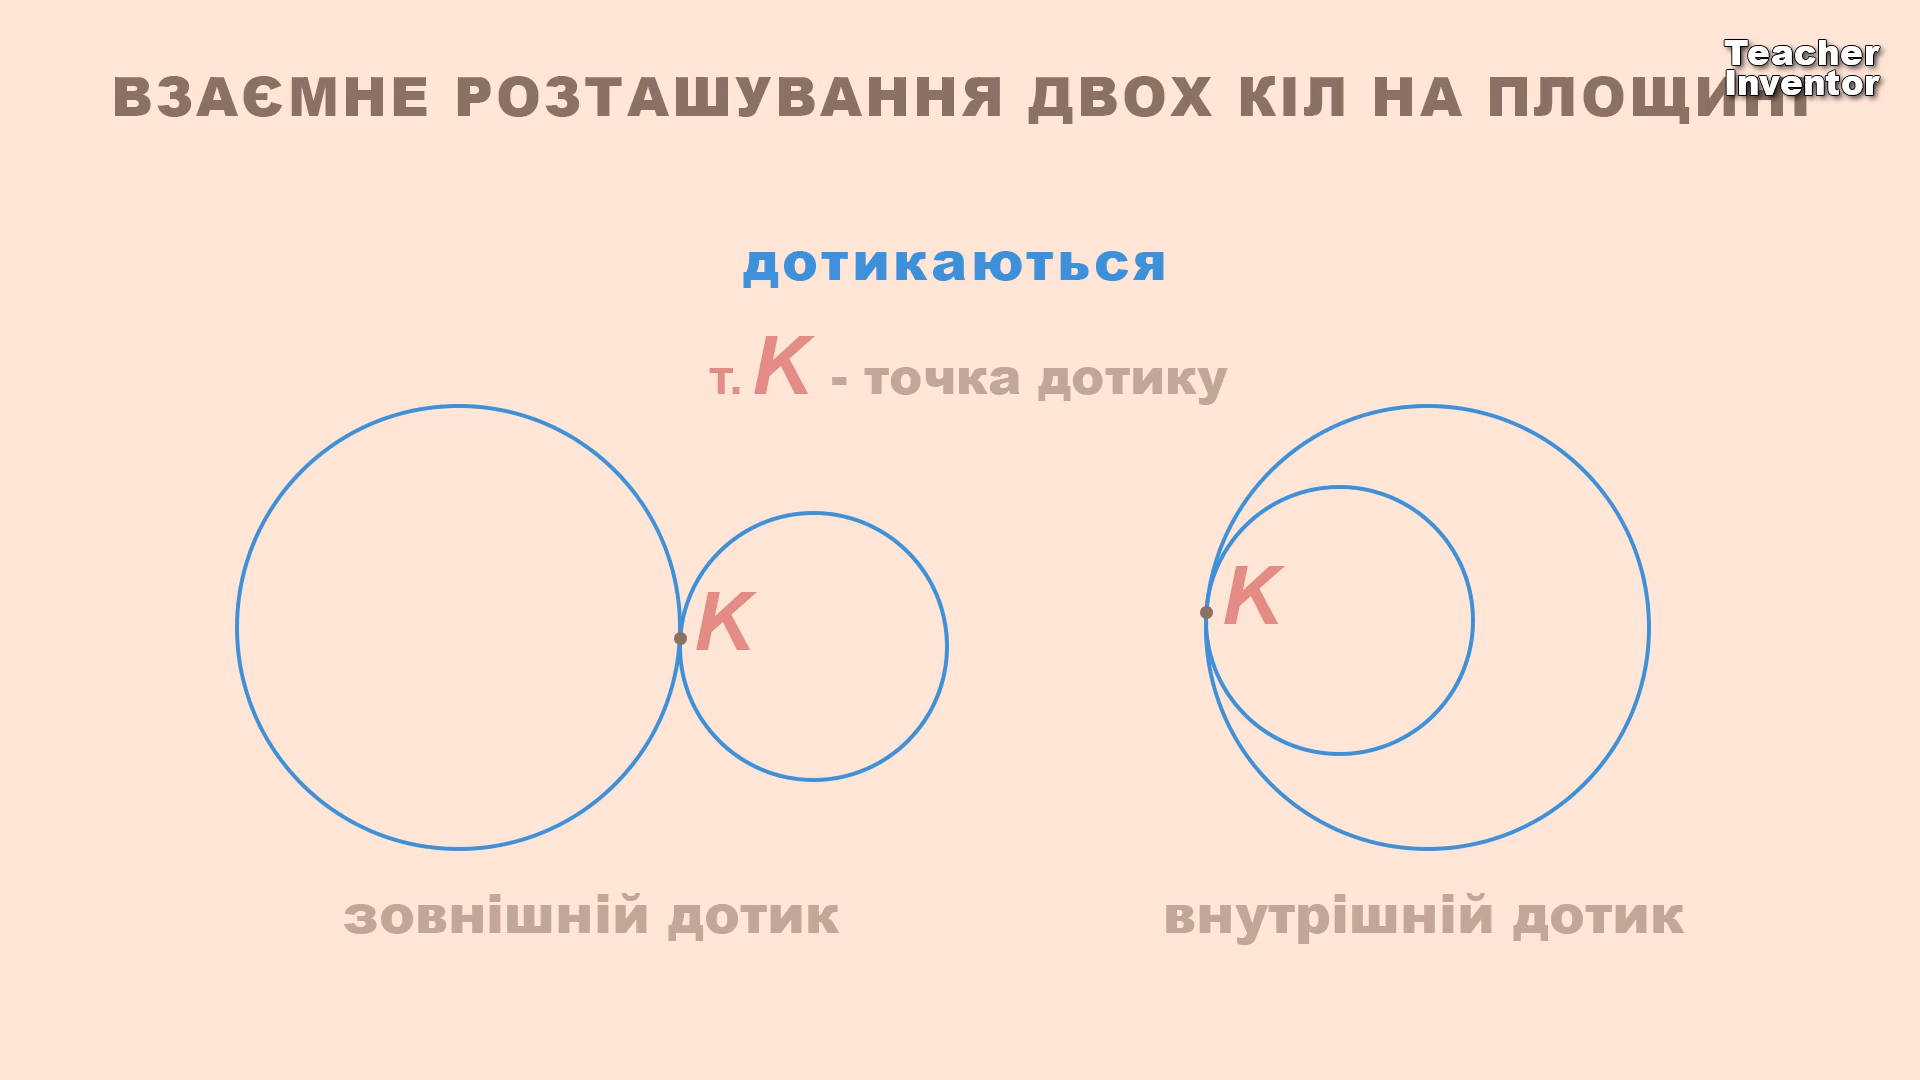 ВЗАЄМНЕ РОЗТАШУВАННЯ ДВОХ КІЛ НА ПЛОЩИНІ
Teacher
Inventor
дотикаються
т. K - точка дотику
K
K
зовнішній дотик
внутрішній дотик